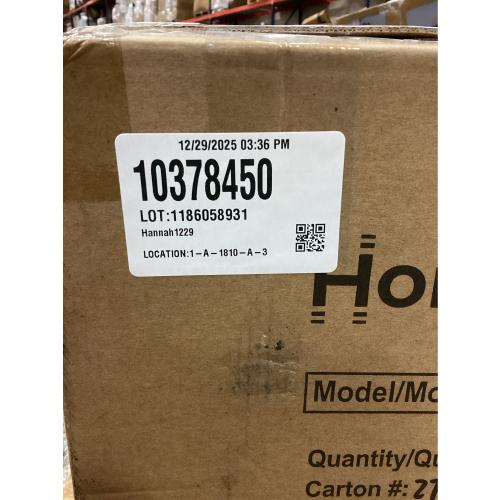 12/29/2025 03:36 PM
10378450
LOT:1186058931
Hannah1229
LOCATION:1-A-1810-A-3
Model/Mo
Quantity/Qu
Carton #: 27